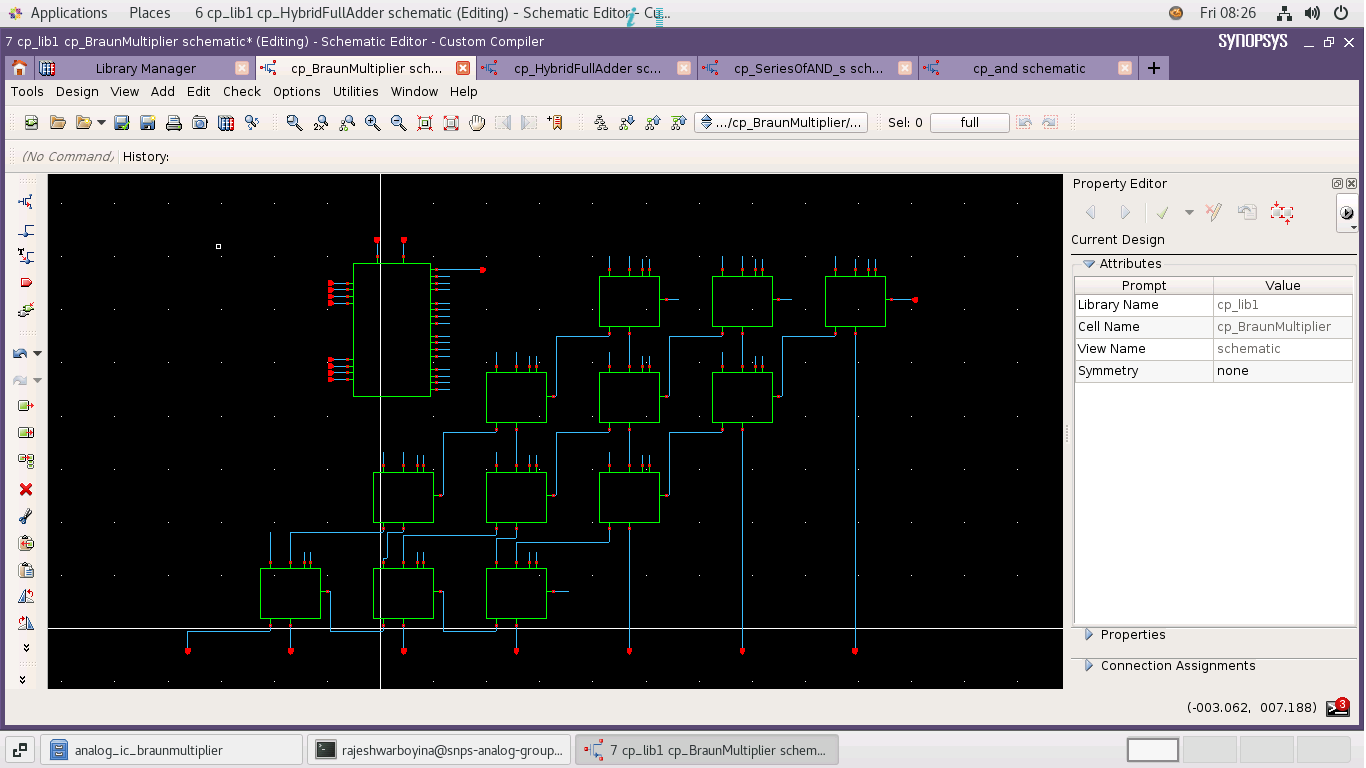 Applications Places 6 cp_lib1 cp_HybridFullAdder schematic (Editing) - Schematic Editor - Cu... Fri 08:26
7 cp_lib1 cp_BraunMultiplier schematic* (Editing) - Schematic Editor - Custom Compiler SYNOPSYS
Library Manager cp_BraunMultiplier sch... cp_HybridFullAdder sc... cp_SeriesOfAND_s sch... cp_and schematic
Tools Design View Add Edit Check Options Utilities Window Help
.../cp_BraunMultiplier/... Sel: 0 full
(No Command) History:
Property Editor
Current Design
Attributes
Prompt Value
Library Name cp_lib1
Cell Name cp_BraunMultiplier
View Name schematic
Symmetry none
Properties
Connection Assignments
(-003.062, 007.188) 3
analog_ic_braunmultiplier rajeshwarboyina@snps-analog-group... 7 cp_lib1 cp_BraunMultiplier schem...